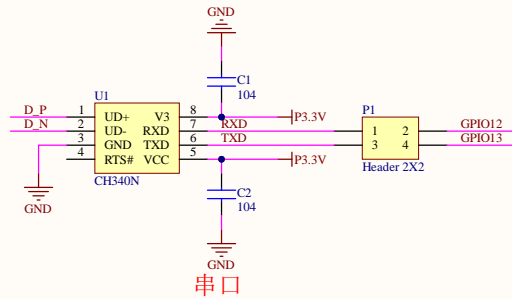 GND
C1
104
U1
D_P 1 UD+ V3 8 P3.3V
D_N 2 UD- RXD 7 RXD
3 GND TXD 6 TXD
4 RTS# VCC 5 P3.3V
CH340N
GND
P1
1 2 GPIO12
3 4 GPIO13
Header 2X2
C2
104
GND
串口